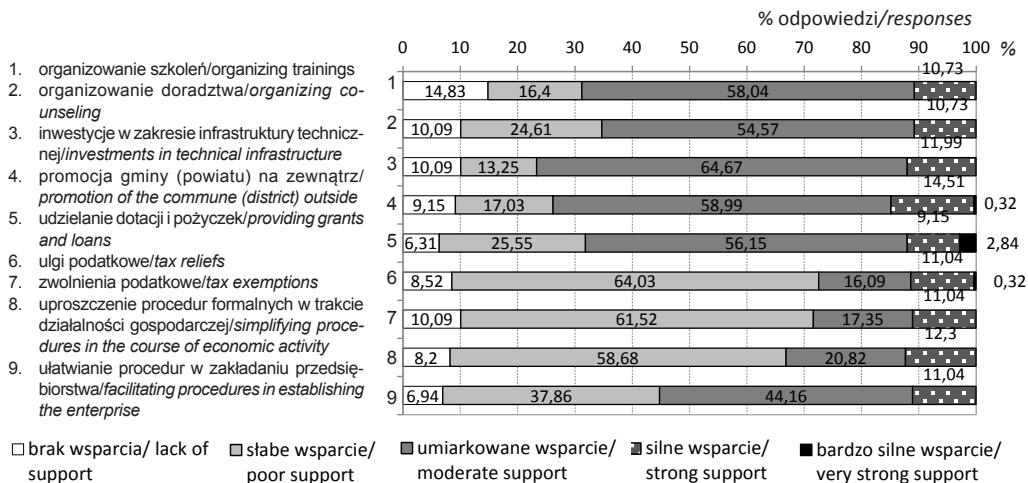 % odpowiedzi/responses
0 10 20 30 40 50 60 70 80 90 100 %
1. organizowanie szkoleń/organizing trainings
2. organizowanie doradztwa/organizing co-
unseling
3. inwestycje w zakresie infrastruktury technicz-
nej/investments in technical infrastructure
4. promocja gminy (powiatu) na zewnątrz/
promotion of the commune (district) outside
5. udzielanie dotacji i pożyczek/providing grants
and loans
6. ulgi podatkowe/tax reliefs
7. zwolnienia podatkowe/tax exemptions
8. uproszczenie procedur formalnych w trakcie
działalności gospodarczej/simplifying proce-
dures in the course of economic activity
9. ułatwianie procedur w zakładaniu przedsię-
biorstwa/facilitating procedures in establishing
the enterprise
10,73
1 14,83 16,4 58,04
10,73
2 10,09 24,61 54,57
11,99
3 10,09 13,25 64,67
14,51
4 9,15 17,03 58,99 0,32
9,15
5 6,31 25,55 56,15 2,84
11,04
6 8,52 64,03 16,09 0,32
11,04
7 10,09 61,52 17,35
12,3
8 8,2 58,68 20,82
11,04
9 6,94 37,86 44,16
brak wsparcia/ lack of
support
słabe wsparcie/
poor support
umiarkowane wsparcie/
moderate support
silne wsparcie/
strong support
bardzo silne wsparcie/
very strong support